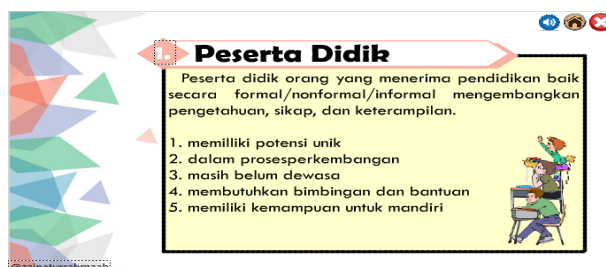 1. Peserta Didik
Peserta didik orang yang menerima pendidikan baik
secara formal/nonformal/informal mengembangkan
pengetahuan, sikap, dan keterampilan.
1. memilliki potensi unik
2. dalam prosesperkembangan
3. masih belum dewasa
4. membutuhkan bimbingan dan bantuan
5. memiliki kemampuan untuk mandiri